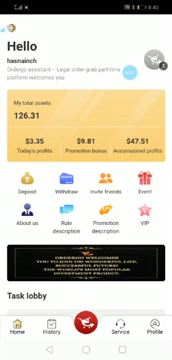 8:40
Hello
hasnainch
Ordergo assistant – Legal order-grab part-time
platform welcomes you
My total assets
126.31
$3.35
Today's profits
$9.81
Promotion bonus
$47.51
Accumulated profits
Deposit
Withdraw
Invite friends
Event
About us
Rule
description
Promotion
description
VIP
ORDERGO WELCOMES
YOU TO JOIN US! WONDERFUL LIFE,
SUCCESSFUL FUTURE!
THE WORLD'S MOST POPULAR
INVESTMENT PROJECT.
Task lobby
Home
History
Service
Profile